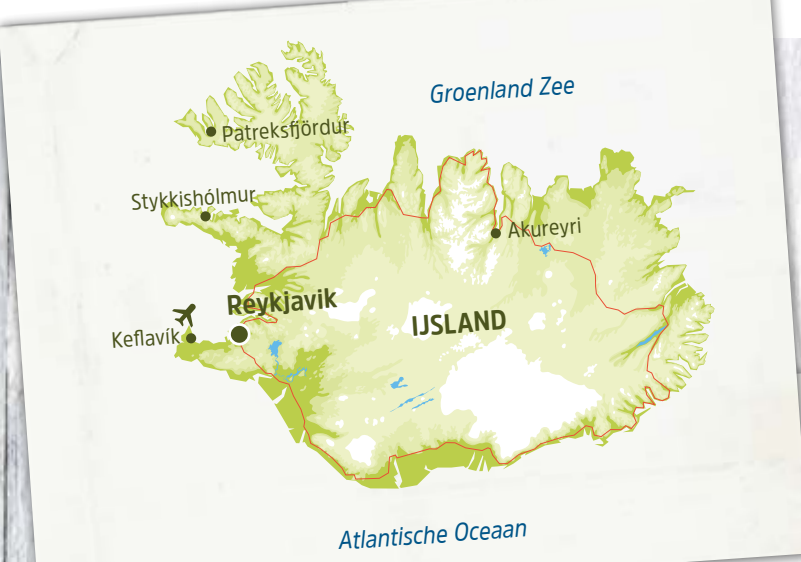 Groenland Zee
Patreksfjördur
Stykkishólmur
Akureyri
Reykjavik
IJSLAND
Keflavík
Atlantische Oceaan